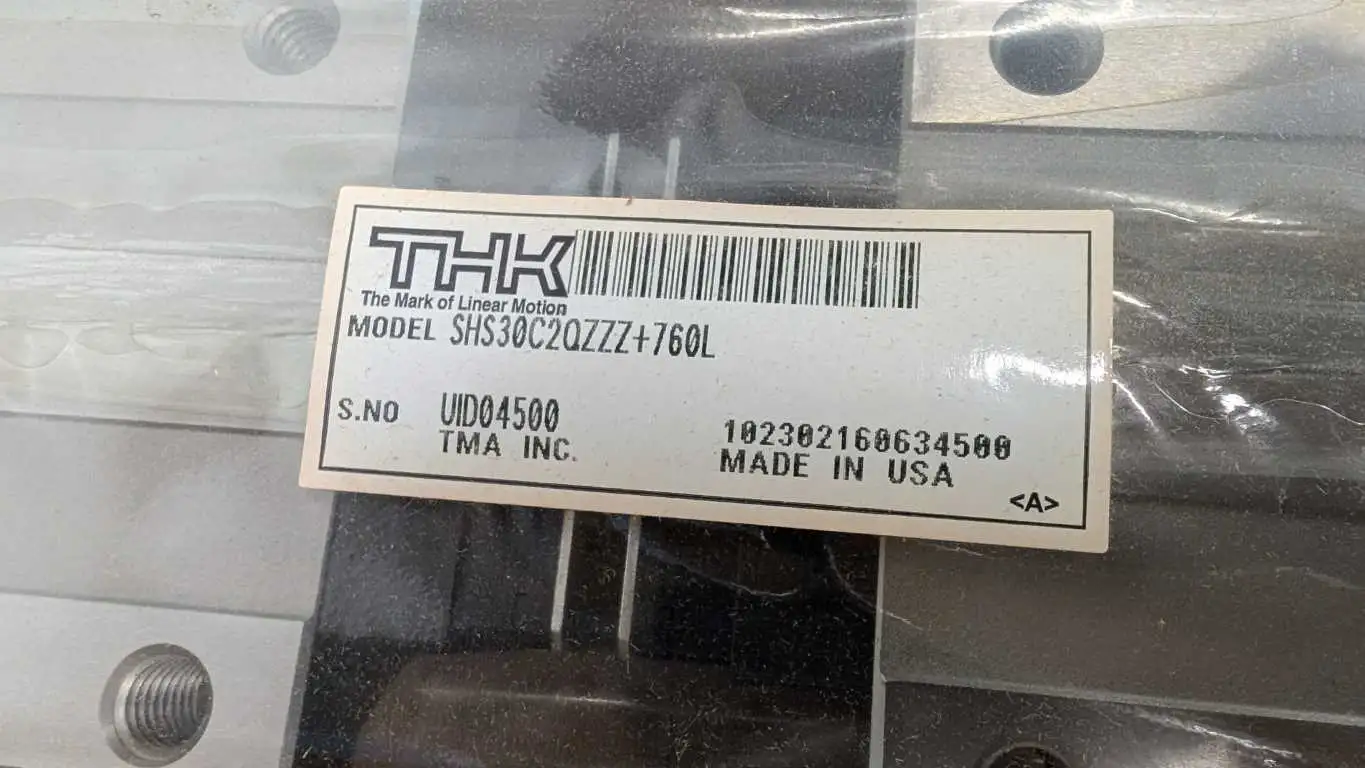 THK
The Mark of Linear Motion
MODEL SHS30C2QZZZ+760L
S.NO UID04500
TMA INC.
102302160634500
MADE IN USA
<A>